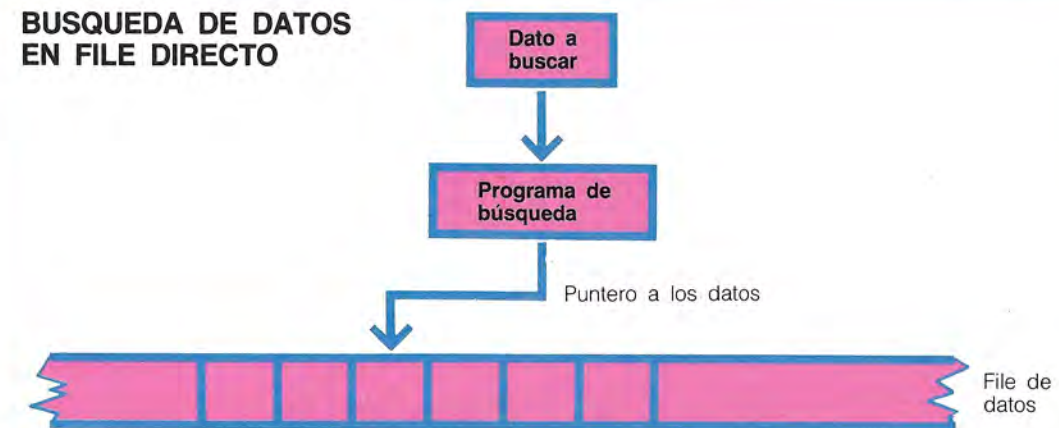 BUSQUEDA DE DATOS
EN FILE DIRECTO
Dato a
buscar
Programa de
búsqueda
Puntero a los datos
File de
datos